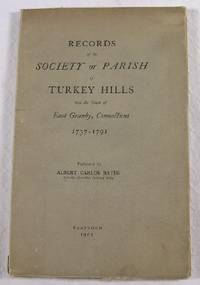 RECORDS
of the
SOCIETY or PARISH
of
TURKEY HILLS
now the Town of
East Granby, Connecticut
1737-1791
Published by
ALBERT CARLOS BATES
HARTFORD
1901